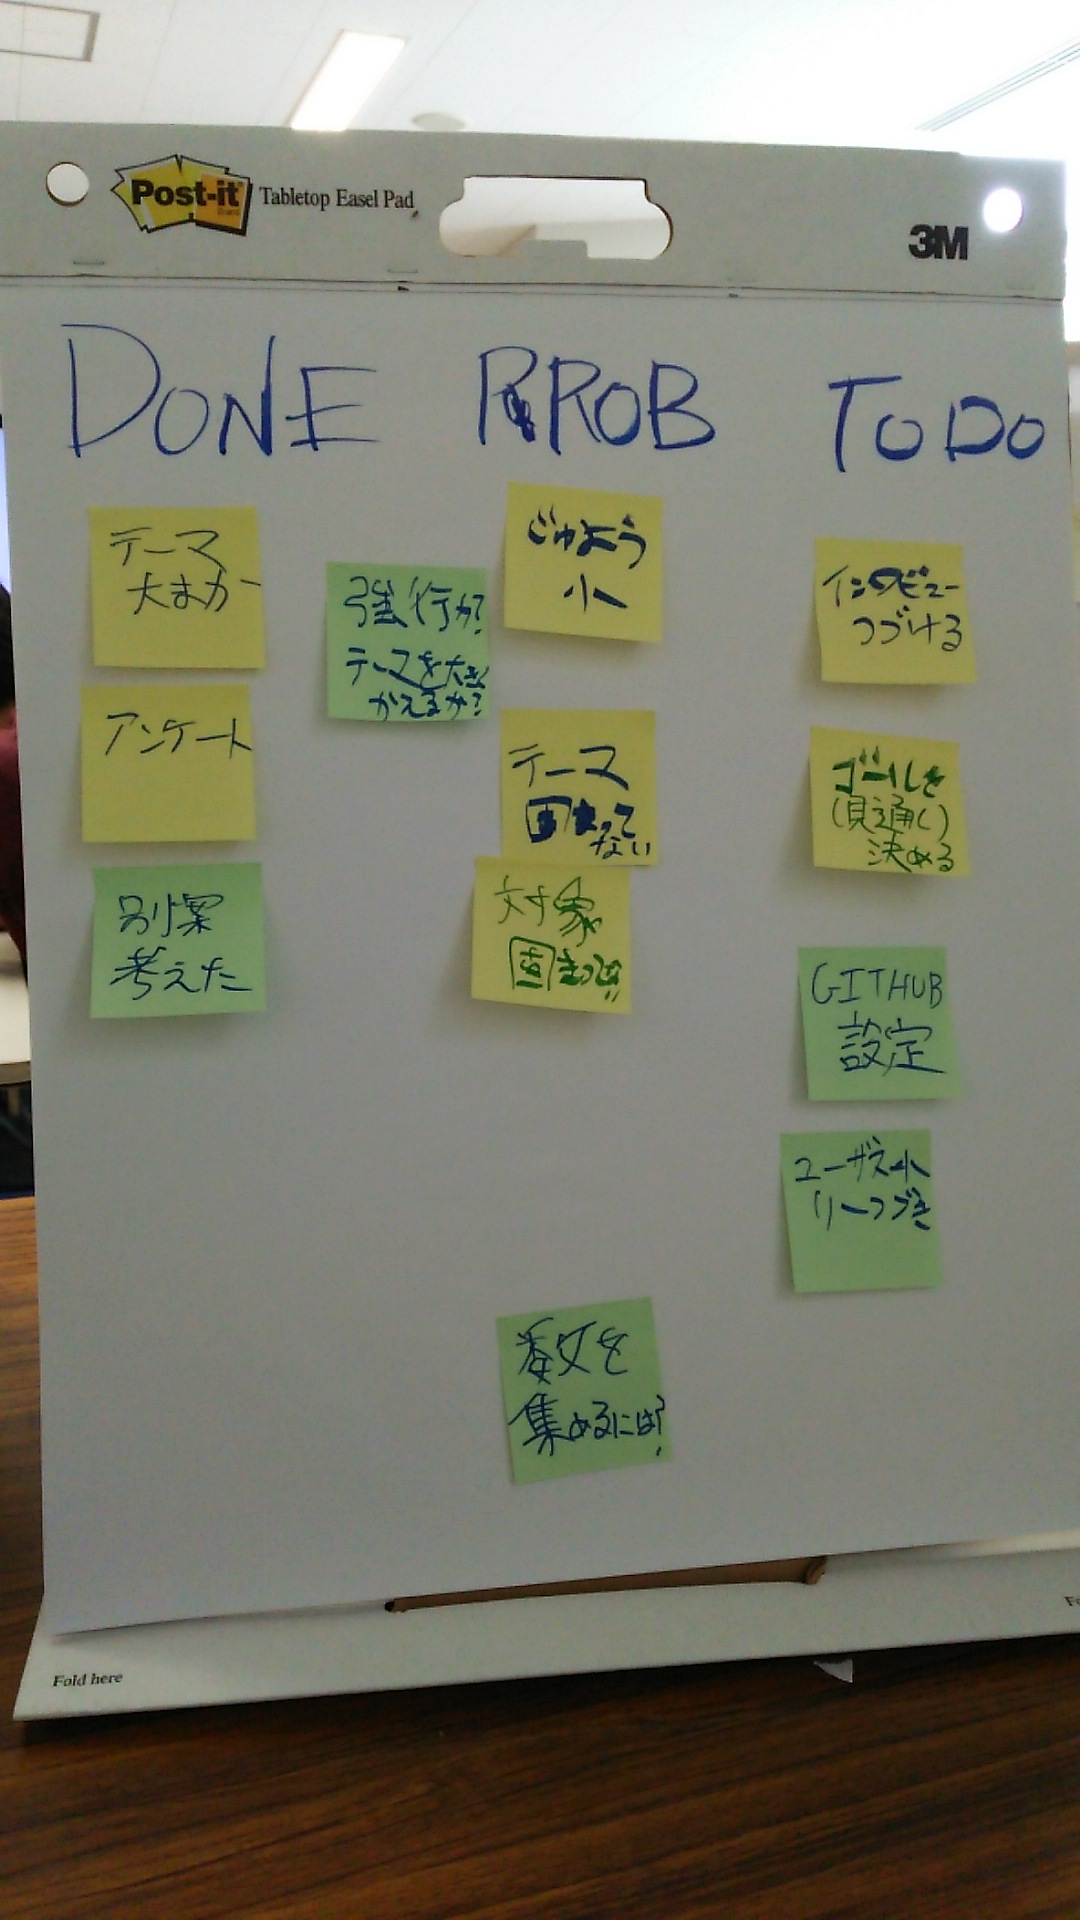 Post-it
Brand
Tabletop Easel Pad
3M
DONE
PROB
TODO
テーマ
大まか
アンケート
別案
考えた
強行か?
テーマを大きく
かえるか?
じゅよう
小
テーマ
固まって
ない
対象
固まって
インタビュー
つづける
ゴールを
(見通し)
決める
GITHUB
設定
ユーザスト
リーつづき
を
集めるには?
Fold here